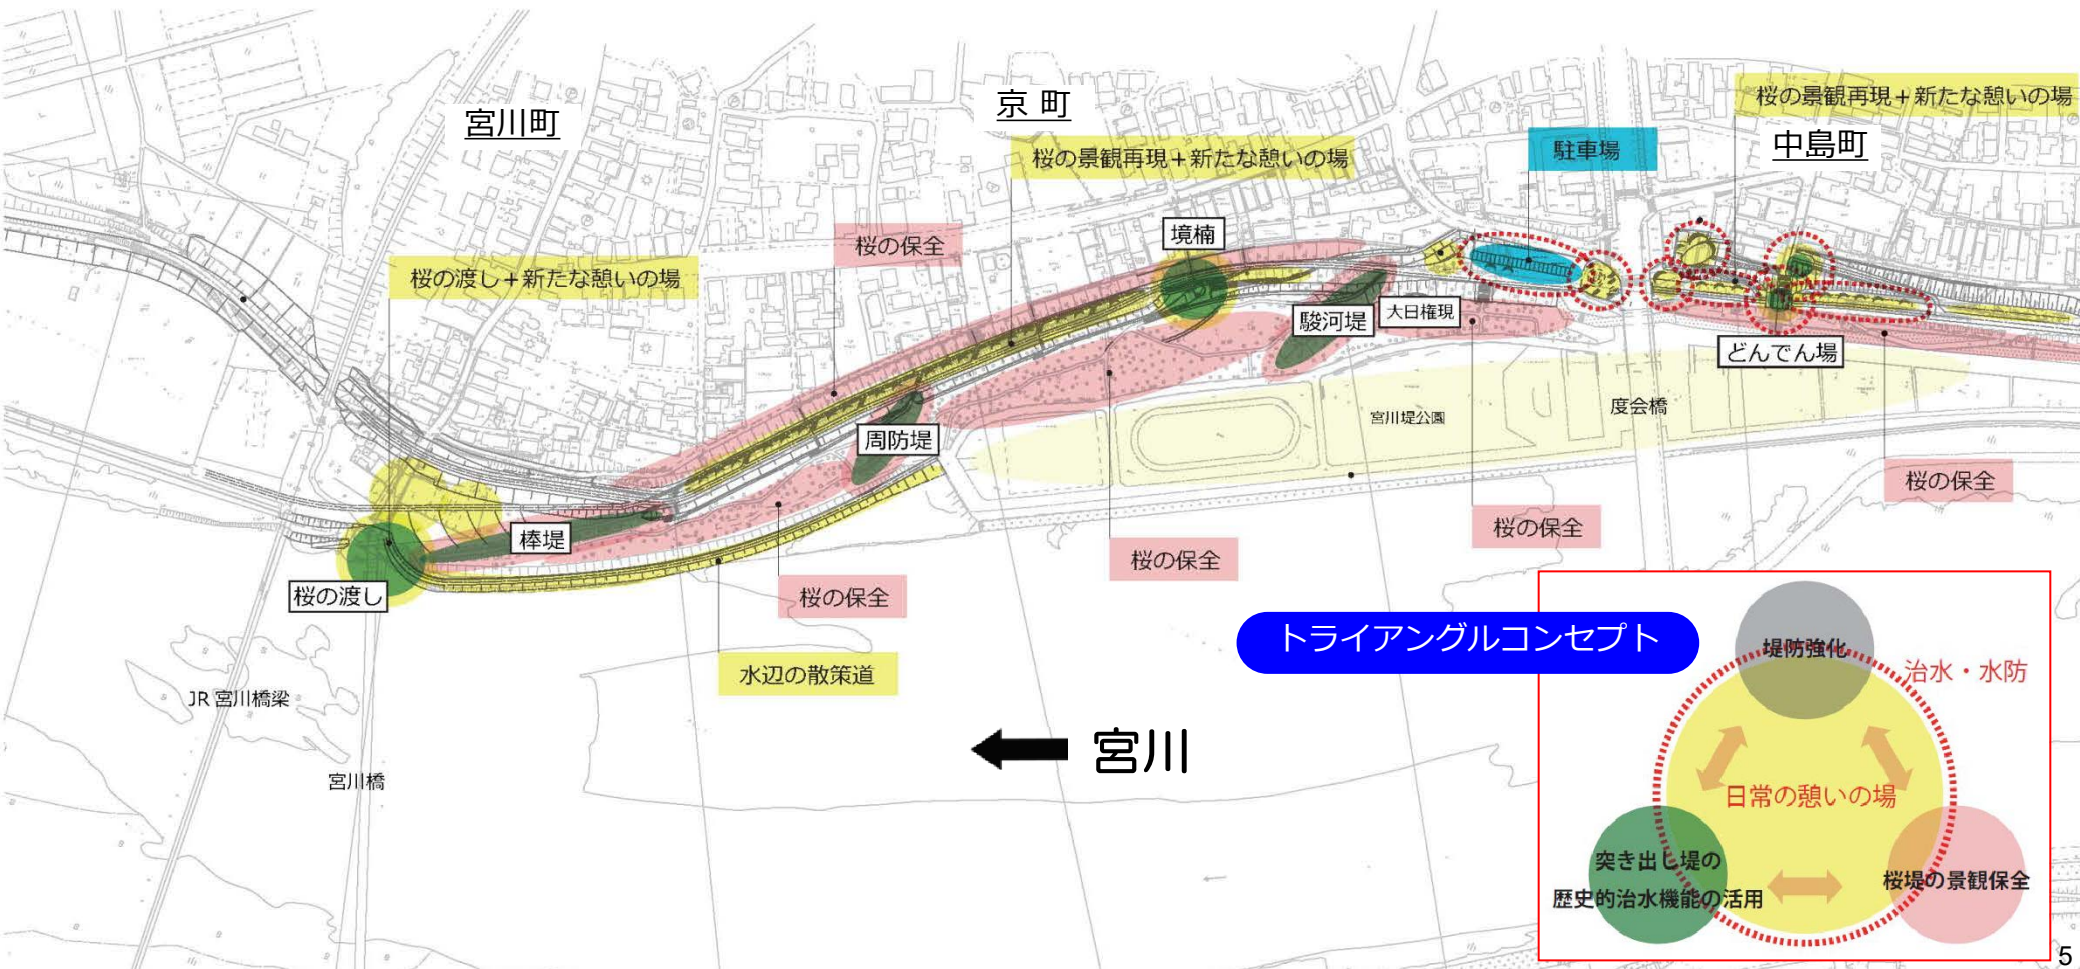 宮川町
京 町
桜の景観再現+新たな憩いの場
中島町
駐車場
桜の景観再現+新たな憩いの場
桜の保全
境楠
桜の渡し+新たな憩いの場
駿河堤
大日権現
どんでん場
周防堤
宮川堤公園
度会橋
桜の保全
棒堤
桜の保全
桜の保全
桜の渡し
桜の保全
水辺の散策道
JR宮川橋梁
宮川橋
宮川
トライアングルコンセプト
堤防強化
治水・水防
日常の憩いの場
突き出し堤の
歴史的治水機能の活用
桜堤の景観保全
5